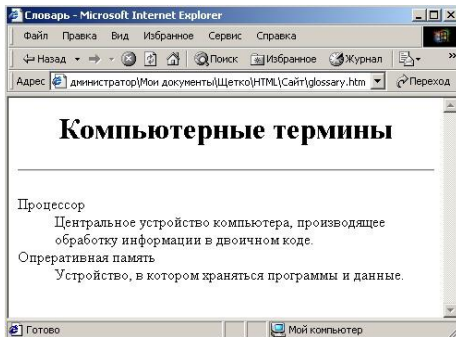 Словарь - Microsoft Internet Explorer
Файл Правка Вид Избранное Сервис Справка
Назад Поиск Избранное Журнал »
Адрес дминистратор\Мои документы\Щетко\HTML\Сайт\glossary.htm Переход
Компьютерные термины
Процессор
Центральное устройство компьютера, производящее
обработку информации в двоичном коде.
Опреративная память
Устройство, в котором храняться программы и данные.
Готово Мой компьютер